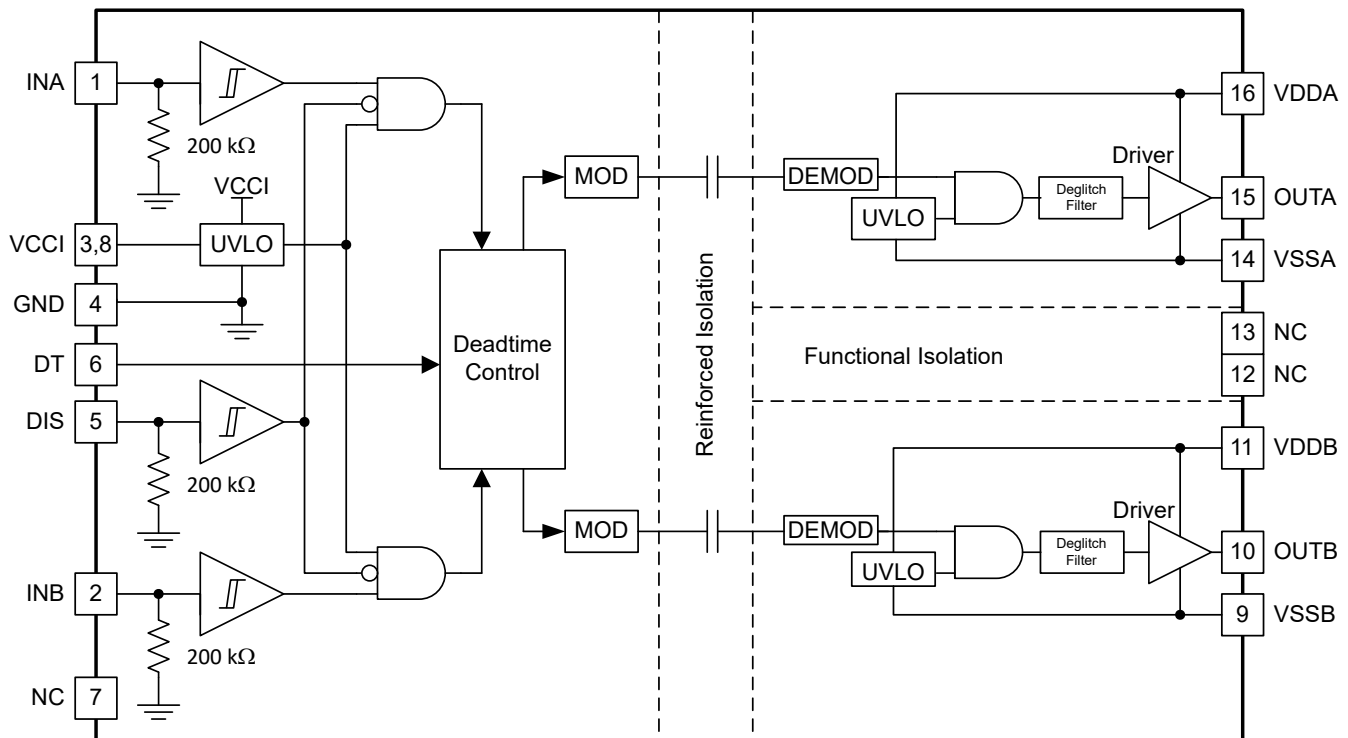 INA
1
200 kΩ
VCCI
VCCI
3,8
UVLO
GND
4
DT
6
DIS
5
200 kΩ
INB
2
200 kΩ
NC
7
Deadtime
Control
MOD
MOD
Reinforced Isolation
DEMOD
UVLO
Deglitch
Filter
Driver
16
VDDA
15
OUTA
14
VSSA
Functional Isolation
13
NC
12
NC
DEMOD
UVLO
Deglitch
Filter
Driver
11
VDDB
10
OUTB
9
VSSB